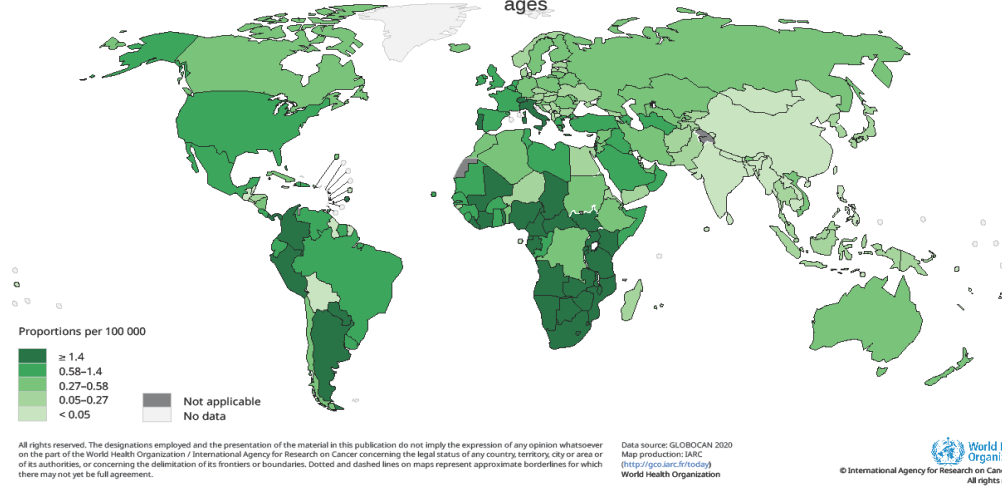 ages
Proportions per 100 000
≥ 1.4
0.58–1.4
0.27–0.58
0.05–0.27
< 0.05
Not applicable
No data
All rights reserved. The designations employed and the presentation of the material in this publication do not imply the expression of any opinion whatsoever
on the part of the World Health Organization / International Agency for Research on Cancer concerning the legal status of any country, territory, city or area or
of its authorities, or concerning the delimitation of its frontiers or boundaries. Dotted and dashed lines on maps represent approximate borderlines for which
there may not yet be full agreement.
Data source: GLOBOCAN 2020
Map production: IARC
(http://gco.iarc.fr/today)
World Health Organization
World H
Organi
© International Agency for Research on Can
All rights